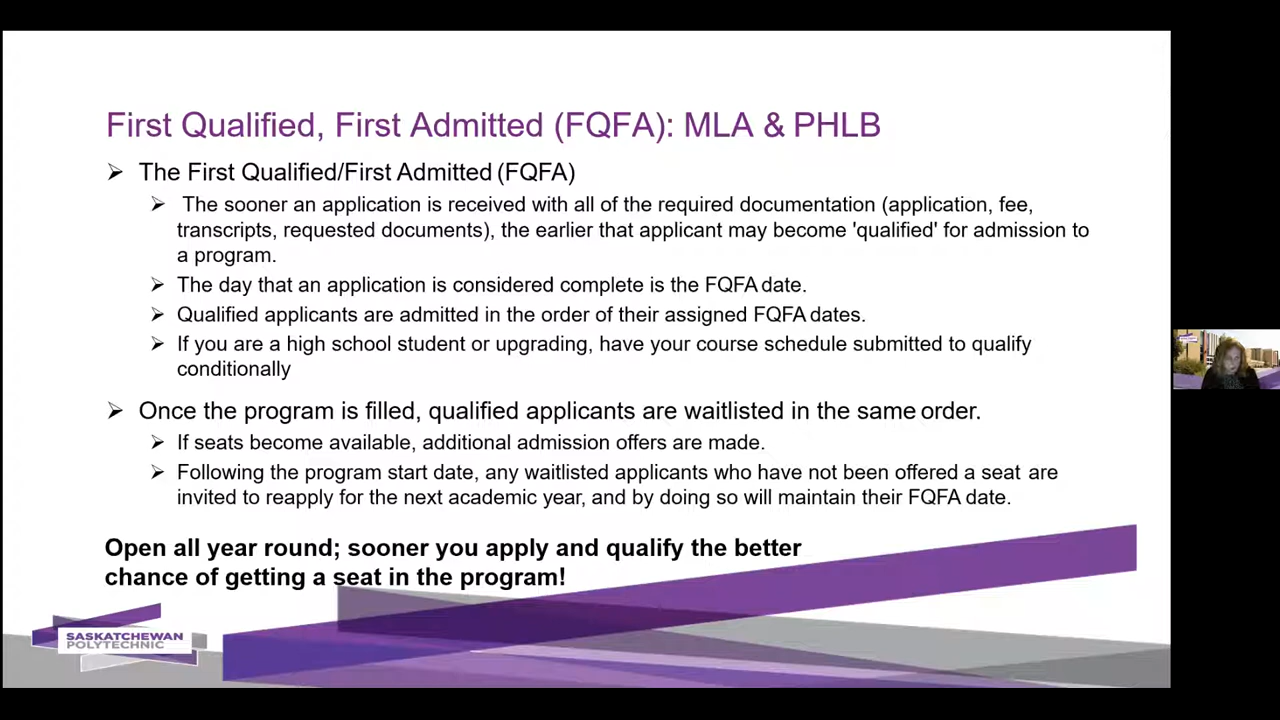 First Qualified, First Admitted (FQFA): MLA & PHLB
The First Qualified/First Admitted (FQFA)
The sooner an application is received with all of the required documentation (application, fee,
transcripts, requested documents), the earlier that applicant may become 'qualified' for admission to
a program.
The day that an application is considered complete is the FQFA date.
Qualified applicants are admitted in the order of their assigned FQFA dates.
If you are a high school student or upgrading, have your course schedule submitted to qualify
conditionally
Once the program is filled, qualified applicants are waitlisted in the same order.
If seats become available, additional admission offers are made.
Following the program start date, any waitlisted applicants who have not been offered a seat are
invited to reapply for the next academic year, and by doing so will maintain their FQFA date.
Open all year round; sooner you apply and qualify the better
chance of getting a seat in the program!
SASKATCHEWAN
POLYTECHNIC